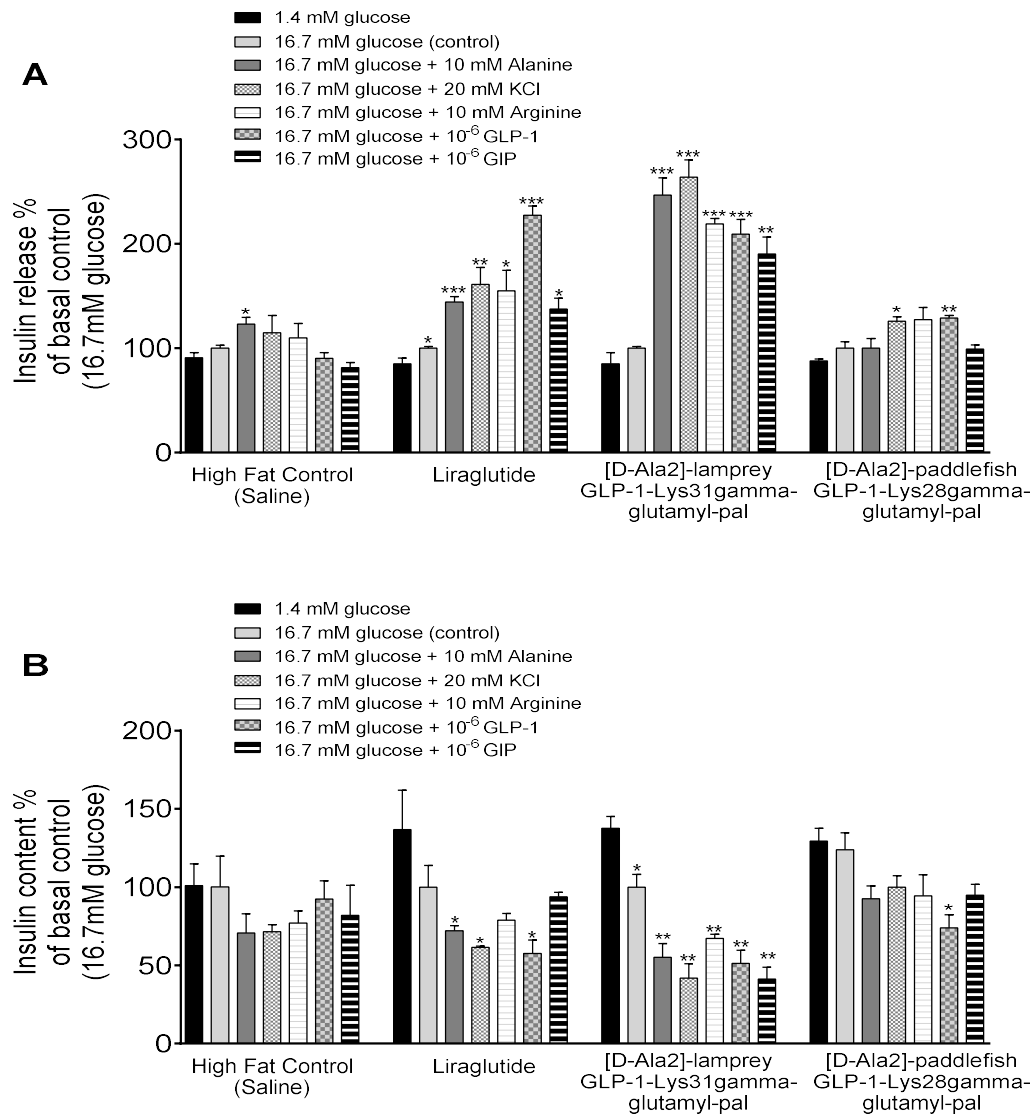 A
1.4 mM glucose
16.7 mM glucose (control)
16.7 mM glucose + 10 mM Alanine
16.7 mM glucose + 20 mM KCl
16.7 mM glucose + 10 mM Arginine
16.7 mM glucose + 10⁻⁶ GLP-1
16.7 mM glucose + 10⁻⁶ GIP
Insulin release %
of basal control
(16.7mM glucose)
300
200
100
0
* * *** ** * *** * *** *** *** *** ** * **
High Fat Control
(Saline)
Liraglutide
[D-Ala2]-lamprey
GLP-1-Lys31gamma-
glutamyl-pal
[D-Ala2]-paddlefish
GLP-1-Lys28gamma-
glutamyl-pal
B
1.4 mM glucose
16.7 mM glucose (control)
16.7 mM glucose + 10 mM Alanine
16.7 mM glucose + 20 mM KCl
16.7 mM glucose + 10 mM Arginine
16.7 mM glucose + 10⁻⁶ GLP-1
16.7 mM glucose + 10⁻⁶ GIP
Insulin content %
of basal control
(16.7mM glucose)
200
150
100
50
0
* * * * ** ** ** ** ** *
High Fat Control
(Saline)
Liraglutide
[D-Ala2]-lamprey
GLP-1-Lys31gamma-
glutamyl-pal
[D-Ala2]-paddlefish
GLP-1-Lys28gamma-
glutamyl-pal